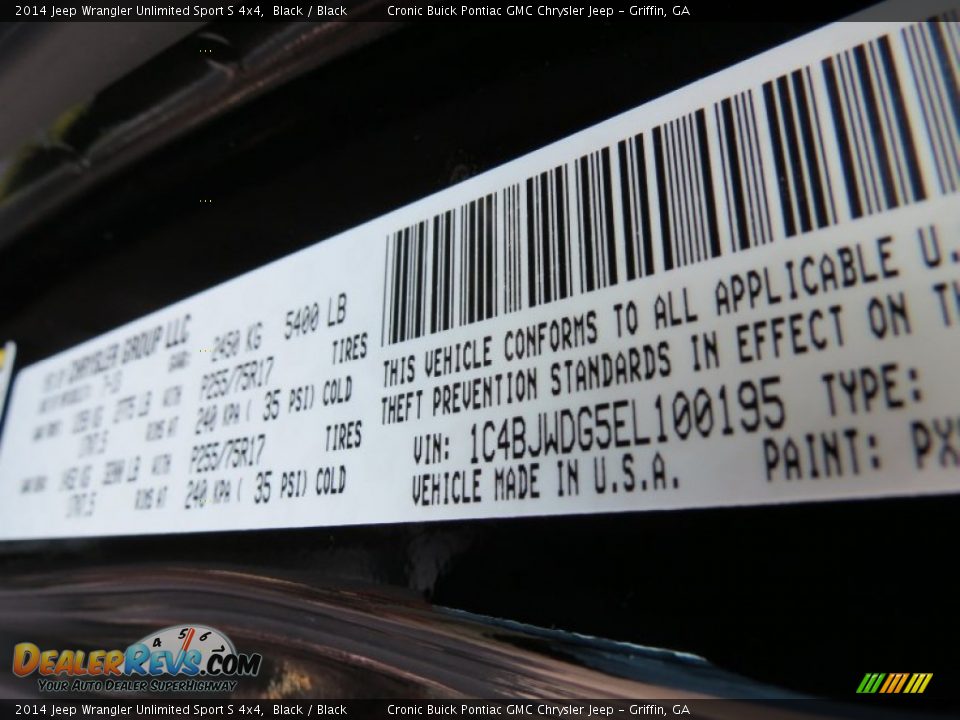 2014 Jeep Wrangler Unlimited Sport S 4x4, Black / Black Cronic Buick Pontiac GMC Chrysler Jeep - Griffin, GA
CHRYSLER GROUP LLC
2450 KG 5400 LB
P255/75R17 TIRES
240 KPA ( 35 PSI) COLD
P255/75R17 TIRES
240 KPA ( 35 PSI) COLD
THIS VEHICLE CONFORMS TO ALL APPLICABLE U.
THEFT PREVENTION STANDARDS IN EFFECT ON TH
VIN: 1C4BJWDG5EL100195 TYPE:
VEHICLE MADE IN U.S.A. PAINT: PX
DEALERREVS.COM
Your Auto Dealer SuperHighway
2014 Jeep Wrangler Unlimited Sport S 4x4, Black / Black Cronic Buick Pontiac GMC Chrysler Jeep - Griffin, GA